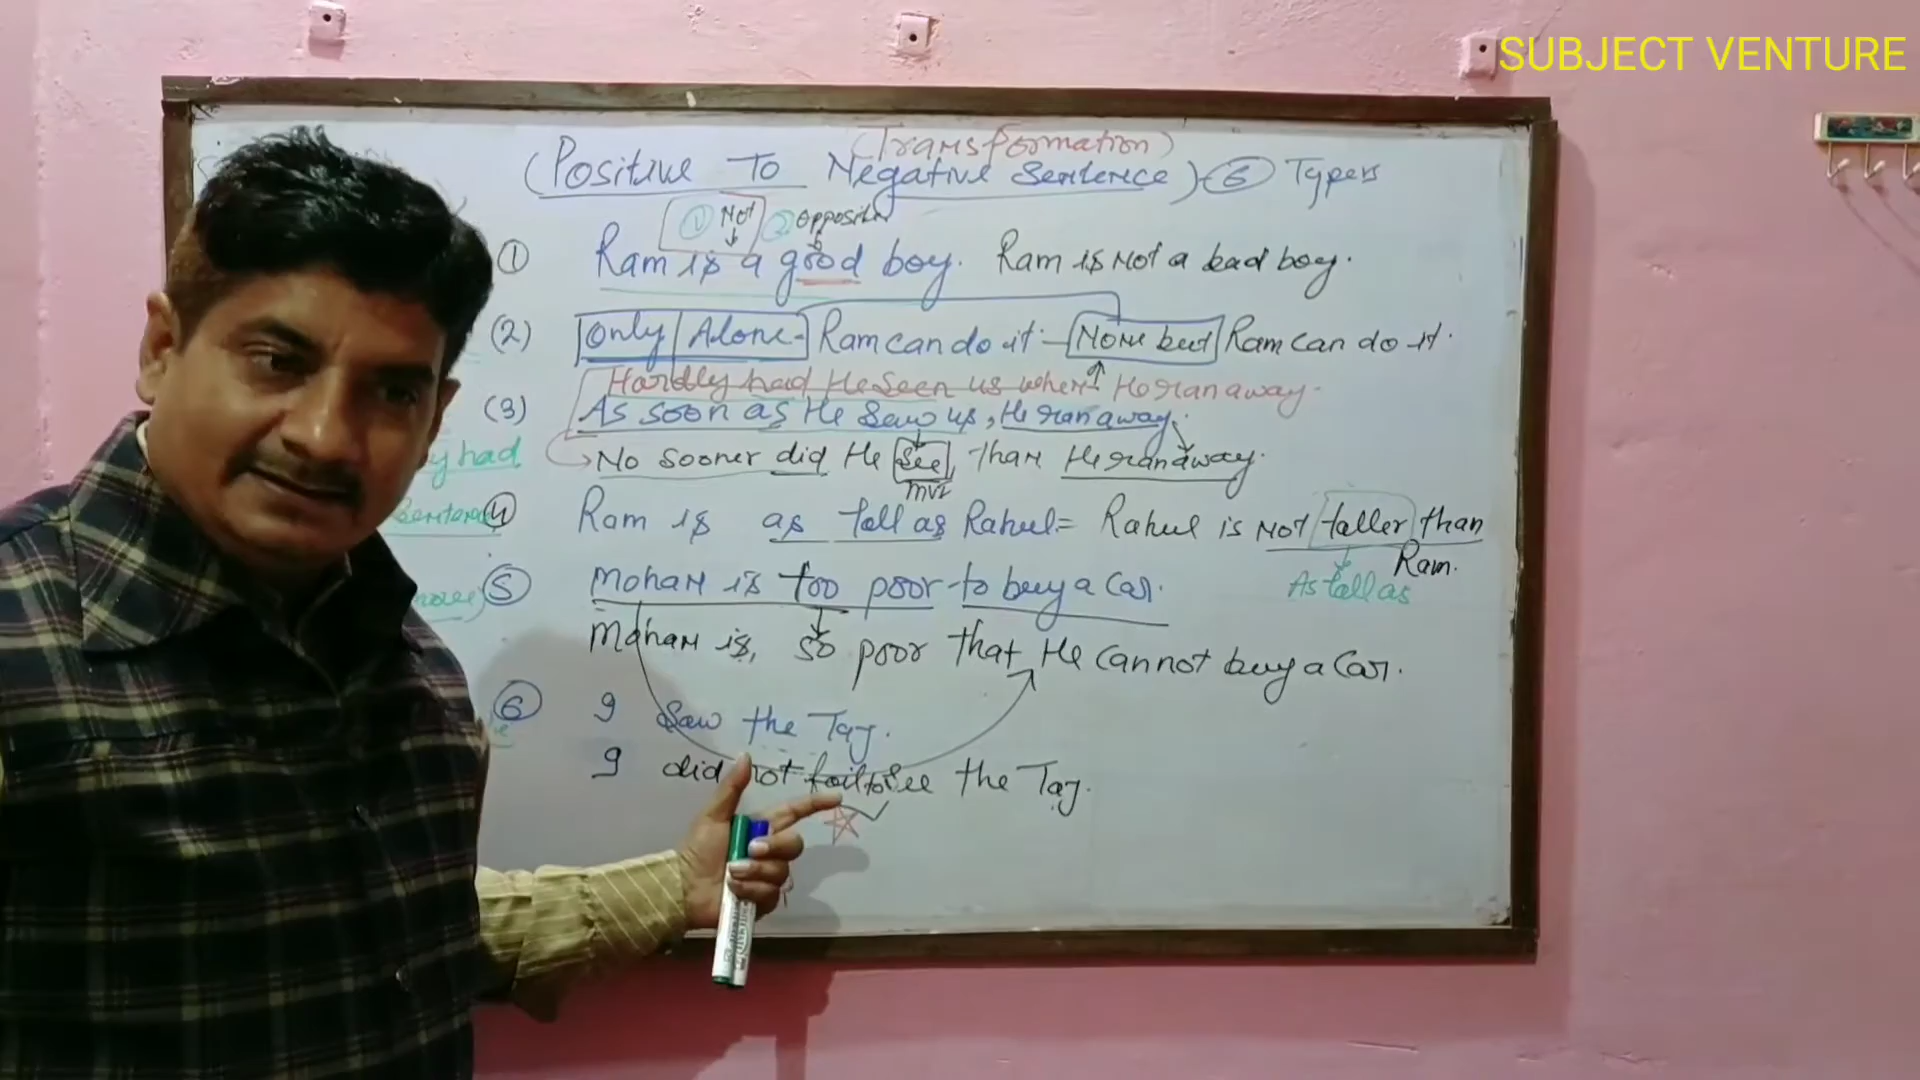 SUBJECT VENTURE
(Transformation)
(Positive To Negative Sentence) - 6 Types
① Not ② opposite
① Ram is a good boy. Ram is Not a bad boy.
(2) Only Alone - Ram can do it - None but Ram can do it.
Hardly had He seen us when He ran away.
(3) As soon as He saw us, He ran away.
y had → No sooner did He see, than He ran away.
mv1
④ Ram is as tall as Rahul = Rahul is Not taller than
Ram.
As tall as
⑤ Mohan is too poor to buy a Car.
Mohan is, so poor that He cannot buy a Car.
⑥ I saw the Taj.
I did not fail to see the Taj.